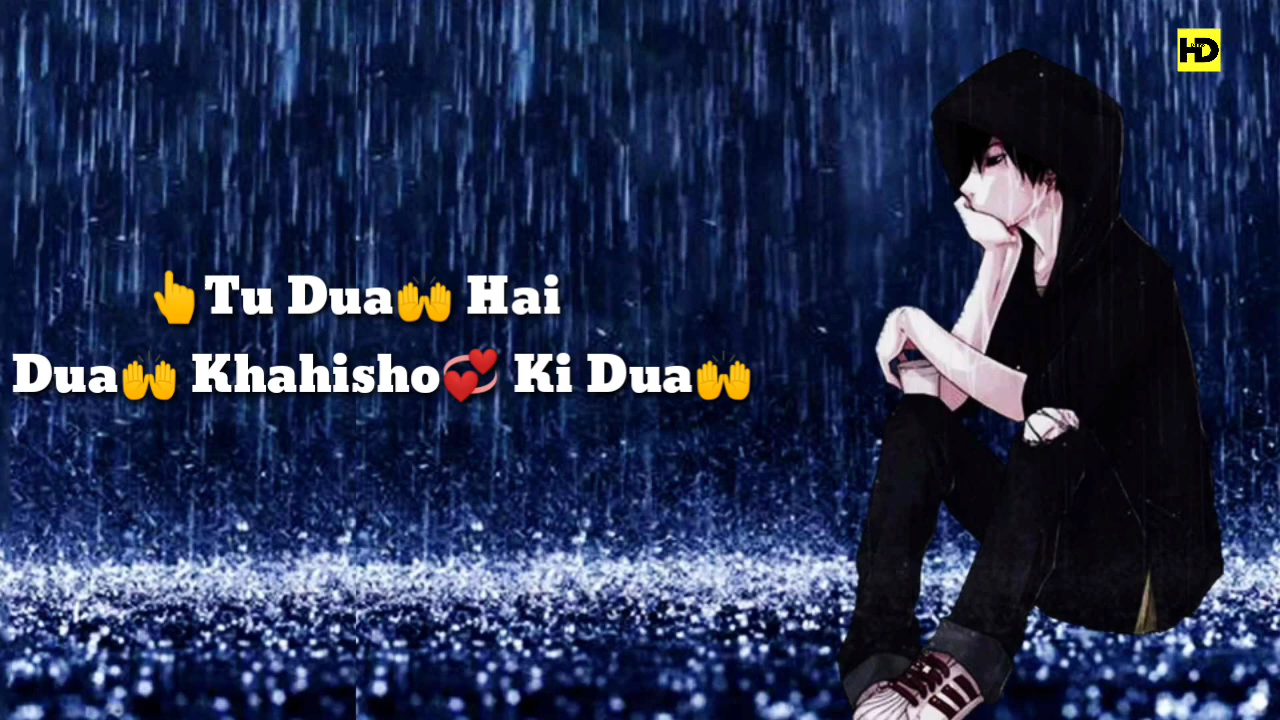 HD
👆Tu Dua🙌 Hai
Dua🙌 Khahisho💞 Ki Dua🙌